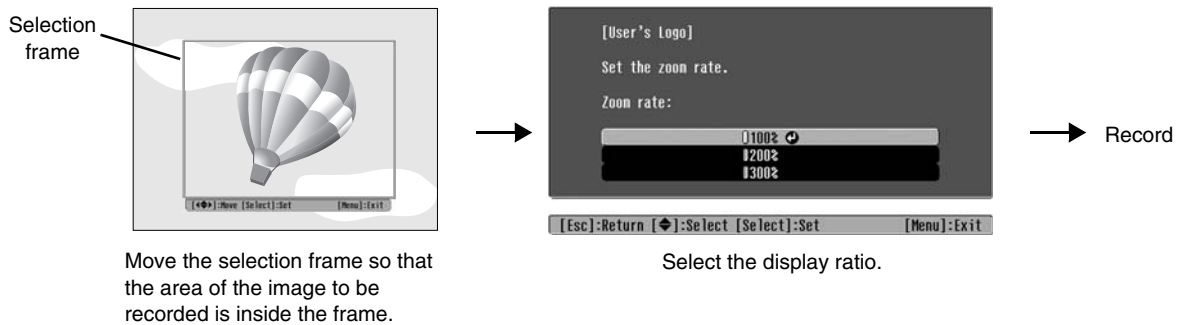 Selection
frame
[User's Logo]
Set the zoom rate.
Zoom rate:
100%
200%
300%
Record
[◄◆►]:Move [Select]:Set [Menu]:Exit
[Esc]:Return [◆]:Select [Select]:Set [Menu]:Exit
Move the selection frame so that
the area of the image to be
recorded is inside the frame.
Select the display ratio.